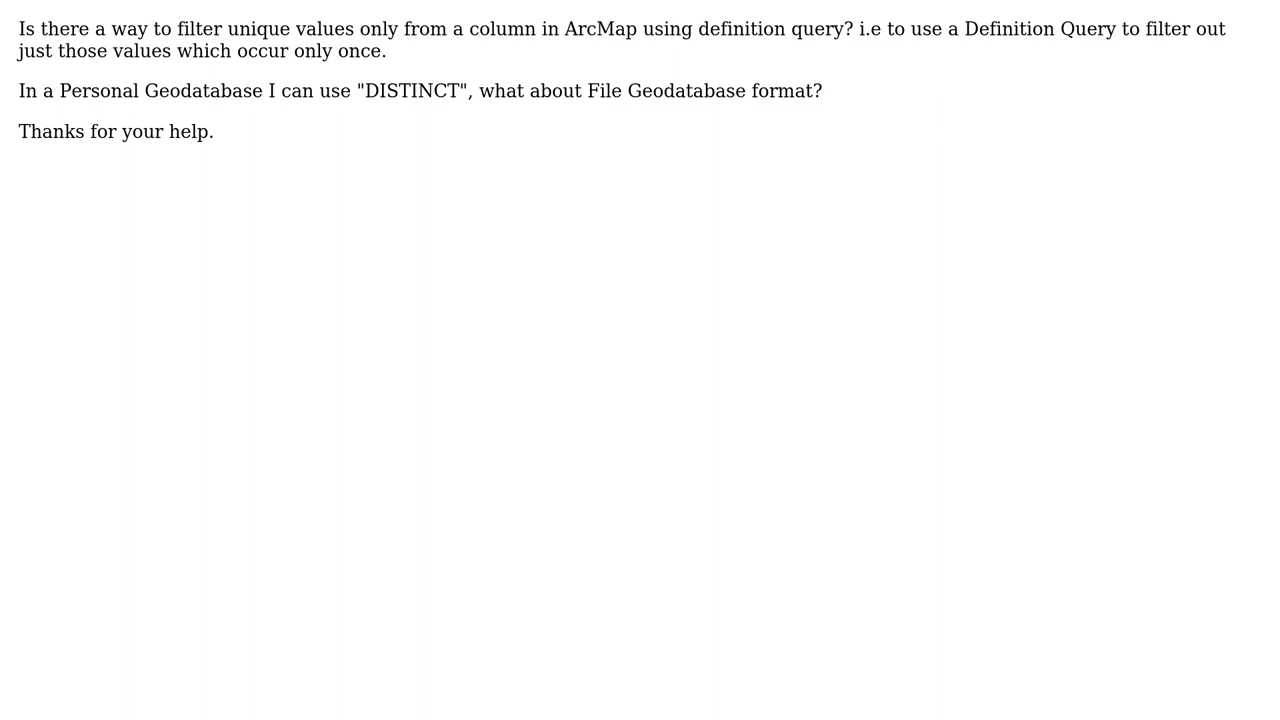 Is there a way to filter unique values only from a column in ArcMap using definition query? i.e to use a Definition Query to filter out
just those values which occur only once.
In a Personal Geodatabase I can use "DISTINCT", what about File Geodatabase format?
Thanks for your help.